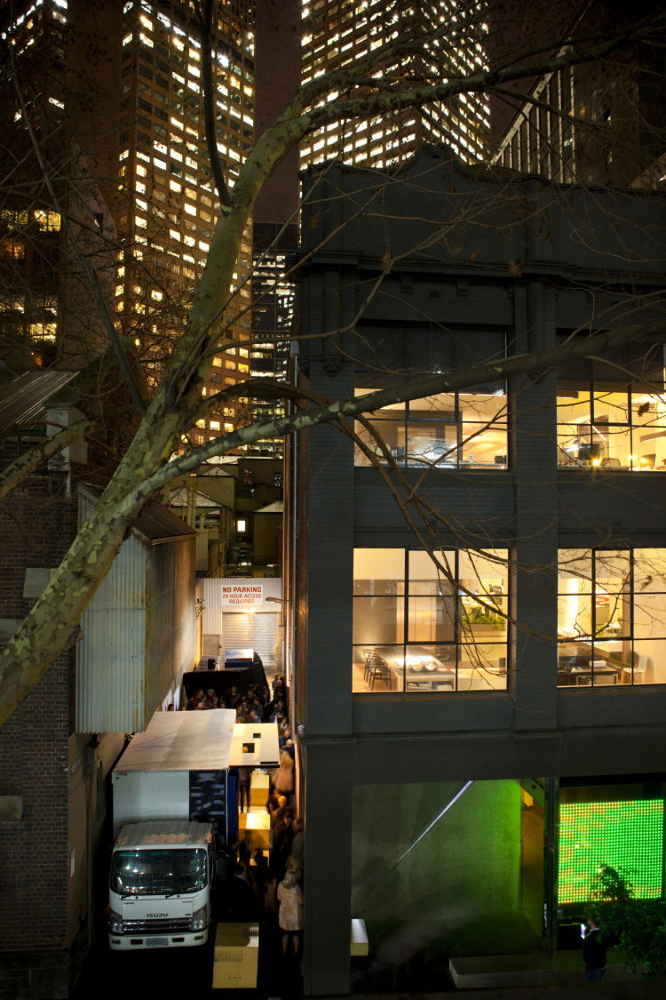 NO PARKING
24 HOUR ACCESS
REQUIRED
ISUZU